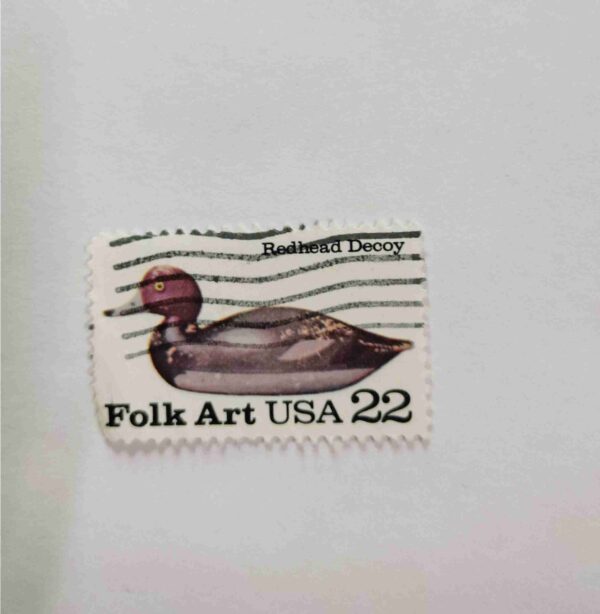 Redhead Decoy
Folk Art USA 22